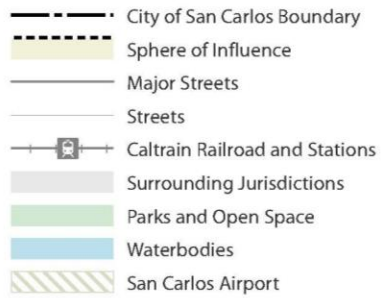 City of San Carlos Boundary
Sphere of Influence
Major Streets
Streets
Caltrain Railroad and Stations
Surrounding Jurisdictions
Parks and Open Space
Waterbodies
San Carlos Airport